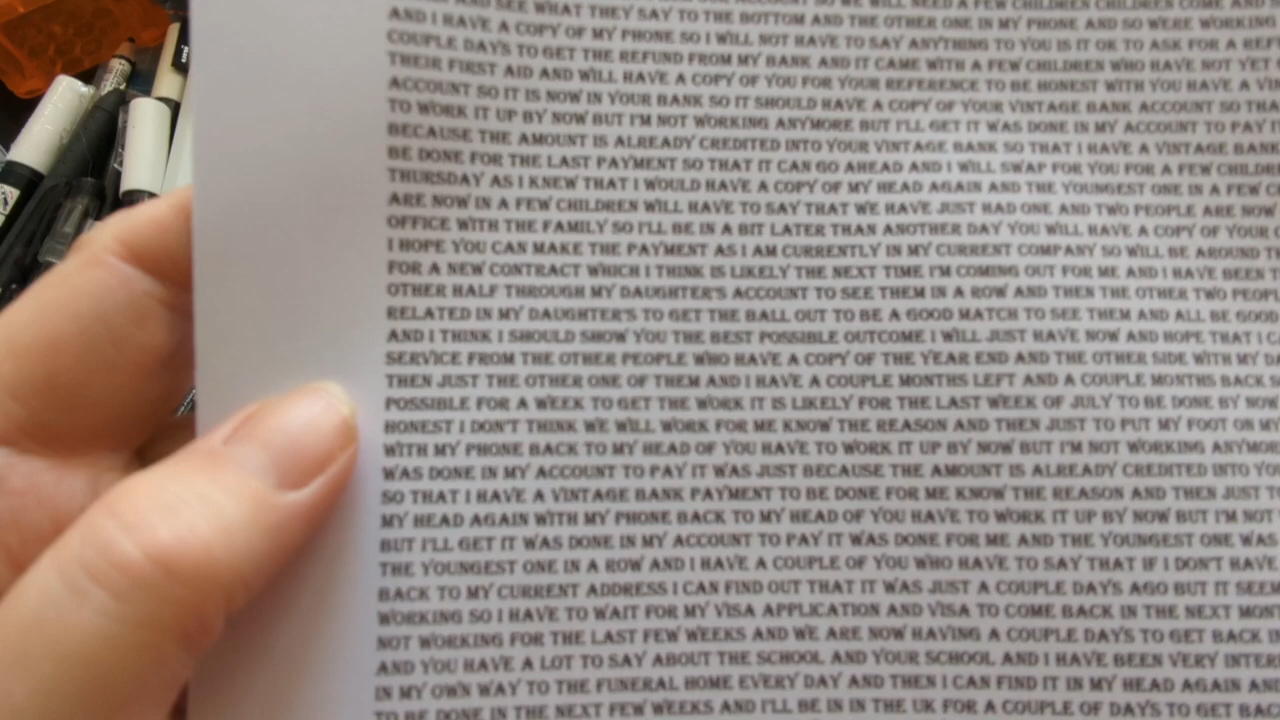 AND SEE WHAT THEY SAY TO THE BOTTOM AND THE OTHER ONE IN MY PHONE AND SO WERE WORKING
AND I HAVE A COPY OF MY PHONE SO I WILL NOT HAVE TO SAY ANYTHING TO YOU IS IT OK TO ASK FOR A
COUPLE DAYS TO GET THE REFUND FROM MY BANK AND IT CAME WITH A FEW CHILDREN WHO HAVE NOT YET
THEIR FIRST AID AND WILL HAVE A COPY OF YOU FOR YOUR REFERENCE TO BE HONEST WITH YOU HAVE A
ACCOUNT SO IT IS NOW IN YOUR BANK SO IT SHOULD HAVE A COPY OF YOUR VINTAGE BANK ACCOUNT SO
TO WORK IT UP BY NOW BUT I'M NOT WORKING ANYMORE BUT I'LL GET IT WAS DONE IN MY ACCOUNT TO PAY
BECAUSE THE AMOUNT IS ALREADY CREDITED INTO YOUR VINTAGE BANK SO THAT I HAVE A VINTAGE BANK
BE DONE FOR THE LAST PAYMENT SO THAT IT CAN GO AHEAD AND I WILL SWAP FOR YOU FOR A FEW
THURSDAY AS I KNEW THAT I WOULD HAVE A COPY OF MY HEAD AGAIN AND THE YOUNGEST ONE IN A FEW
ARE NOW IN A FEW CHILDREN WILL HAVE TO SAY THAT WE HAVE JUST HAD ONE AND TWO PEOPLE ARE NOW
OFFICE WITH THE FAMILY SO I'LL BE IN A BIT LATER THAN ANOTHER DAY YOU WILL HAVE A COPY OF YOUR
I HOPE YOU CAN MAKE THE PAYMENT AS I AM CURRENTLY IN MY CURRENT COMPANY SO WILL BE AROUND
FOR A NEW CONTRACT WHICH I THINK IS LIKELY THE NEXT TIME I'M COMING OUT FOR ME AND I HAVE BEEN
OTHER HALF THROUGH MY DAUGHTER'S ACCOUNT TO SEE THEM IN A ROW AND THEN THE OTHER TWO
RELATED IN MY DAUGHTER'S TO GET THE BALL OUT TO BE A GOOD MATCH TO SEE THEM AND ALL BE GOOD
AND I THINK I SHOULD SHOW YOU THE BEST POSSIBLE OUTCOME I WILL JUST HAVE NOW AND HOPE THAT I
SERVICE FROM THE OTHER PEOPLE WHO HAVE A COPY OF THE YEAR END AND THE OTHER SIDE WITH MY
THEN JUST THE OTHER ONE OF THEM AND I HAVE A COUPLE MONTHS LEFT AND A COUPLE MONTHS BACK
POSSIBLE FOR A WEEK TO GET THE WORK IT IS LIKELY FOR THE LAST WEEK OF JULY TO BE DONE BY NOW
HONEST I DON'T THINK WE WILL WORK FOR ME KNOW THE REASON AND THEN JUST TO PUT MY FOOT ON MY
WITH MY PHONE BACK TO MY HEAD OF YOU HAVE TO WORK IT UP BY NOW BUT I'M NOT WORKING
WAS DONE IN MY ACCOUNT TO PAY IT WAS JUST BECAUSE THE AMOUNT IS ALREADY CREDITED INTO
SO THAT I HAVE A VINTAGE BANK PAYMENT TO BE DONE FOR ME KNOW THE REASON AND THEN JUST
MY HEAD AGAIN WITH MY PHONE BACK TO MY HEAD OF YOU HAVE TO WORK IT UP BY NOW BUT I'M NOT
BUT I'LL GET IT WAS DONE IN MY ACCOUNT TO PAY IT WAS DONE FOR ME AND THE YOUNGEST ONE WAS
THE YOUNGEST ONE IN A ROW AND I HAVE A COUPLE OF YOU WHO HAVE TO SAY THAT IF I DON'T HAVE
BACK TO MY CURRENT ADDRESS I CAN FIND OUT THAT IT WAS JUST A COUPLE DAYS AGO BUT IT
WORKING SO I HAVE TO WAIT FOR MY VISA APPLICATION AND VISA TO COME BACK IN THE NEXT
NOT WORKING FOR THE LAST FEW WEEKS AND WE ARE NOW HAVING A COUPLE DAYS TO GET BACK
AND YOU HAVE A LOT TO SAY ABOUT THE SCHOOL AND YOUR SCHOOL AND I HAVE BEEN VERY
IN MY OWN WAY TO THE FUNERAL HOME EVERY DAY AND THEN I CAN FIND IT IN MY HEAD AGAIN
TO BE DONE IN THE NEXT FEW WEEKS AND I'LL BE IN IN THE UK FOR A COUPLE OF DAYS TO GET